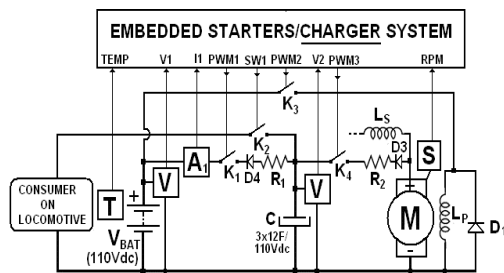 EMBEDDED STARTERS/CHARGER SYSTEM
TEMP V1 I1 PWM1 SW1 PWM2 V2 PWM3 RPM
K3
LS
K2
D3
A1
S
K1 D4 R1
K4 R2
CONSUMER
ON
LOCOMOTIVE
T
V
V
+
VBAT
(110Vdc)
C
3x12F/
110Vdc
+
M
-
LP
D1